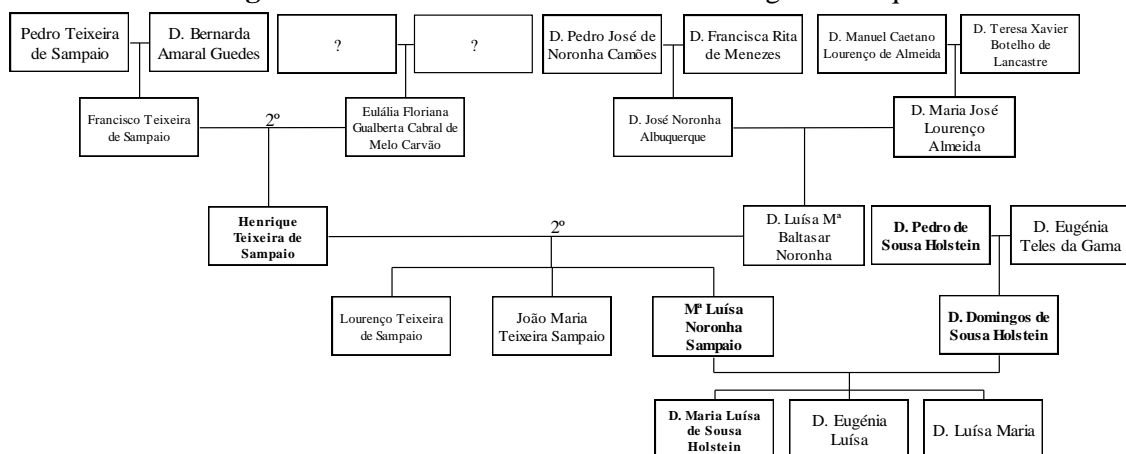 Pedro Teixeira
de Sampaio
D. Bernarda
Amaral Guedes
?
?
D. Pedro José de
Noronha Camões
D. Francisca Rita
de Menezes
D. Manuel Caetano
Lourenço de Almeida
D. Teresa Xavier
Botelho de
Lancastre
Francisco Teixeira
de Sampaio
2º
Eulália Floriana
Gualberta Cabral de
Melo Carvão
D. José Noronha
Albuquerque
D. Maria José
Lourenço
Almeida
Henrique
Teixeira de
Sampaio
2º
D. Luísa Mª
Baltasar
Noronha
D. Pedro de
Sousa Holstein
D. Eugénia
Teles da Gama
Lourenço Teixeira
de Sampaio
João Maria
Teixeira Sampaio
Mª Luísa
Noronha
Sampaio
D. Domingos de
Sousa Holstein
D. Maria Luísa
de Sousa
Holstein
D. Eugénia
Luísa
D. Luísa Maria